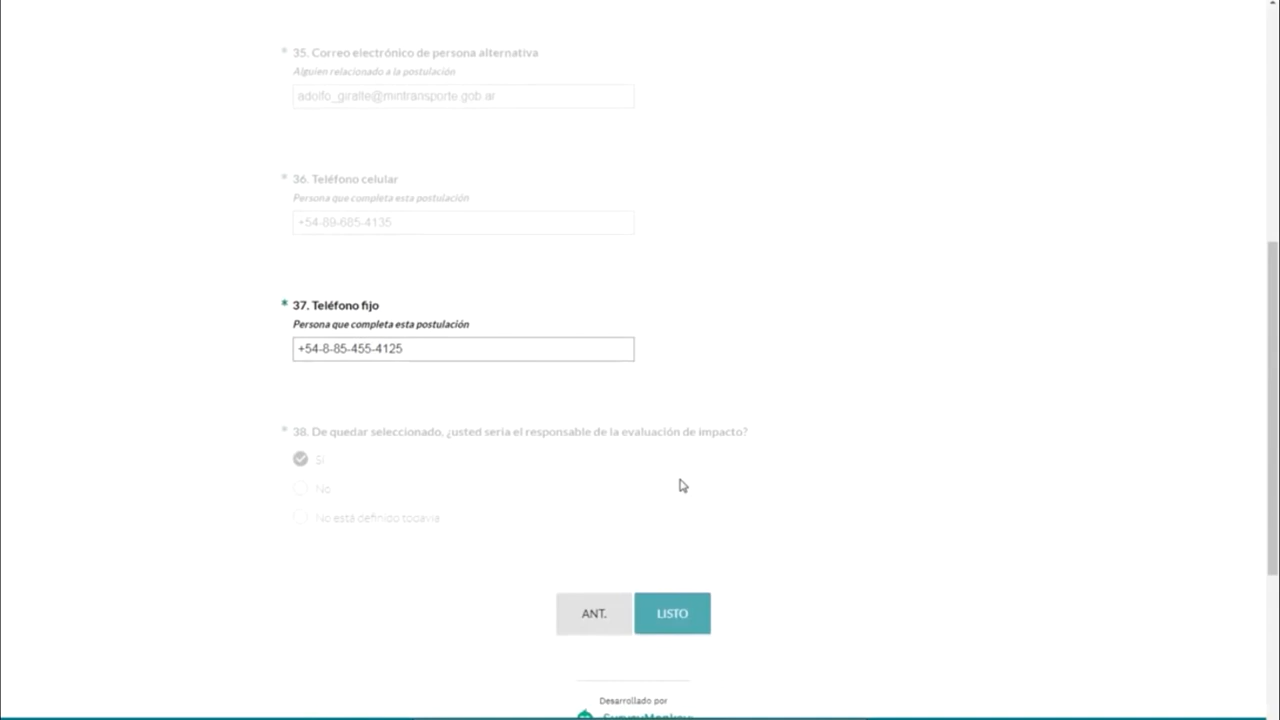 * 35. Correo electrónico de persona alternativa
Alguien relacionado a la postulación
adolfo_giralte@mintransporte.gob.ar
* 36. Teléfono celular
Persona que completa esta postulación
+54-89-685-4135
* 37. Teléfono fijo
Persona que completa esta postulación
+54-8-85-455-4125
* 38. De quedar seleccionado, ¿usted sería el responsable de la evaluación de impacto?
Sí
No
No está definido todavía
ANT.
LISTO
Desarrollado por
SurveyMonkey